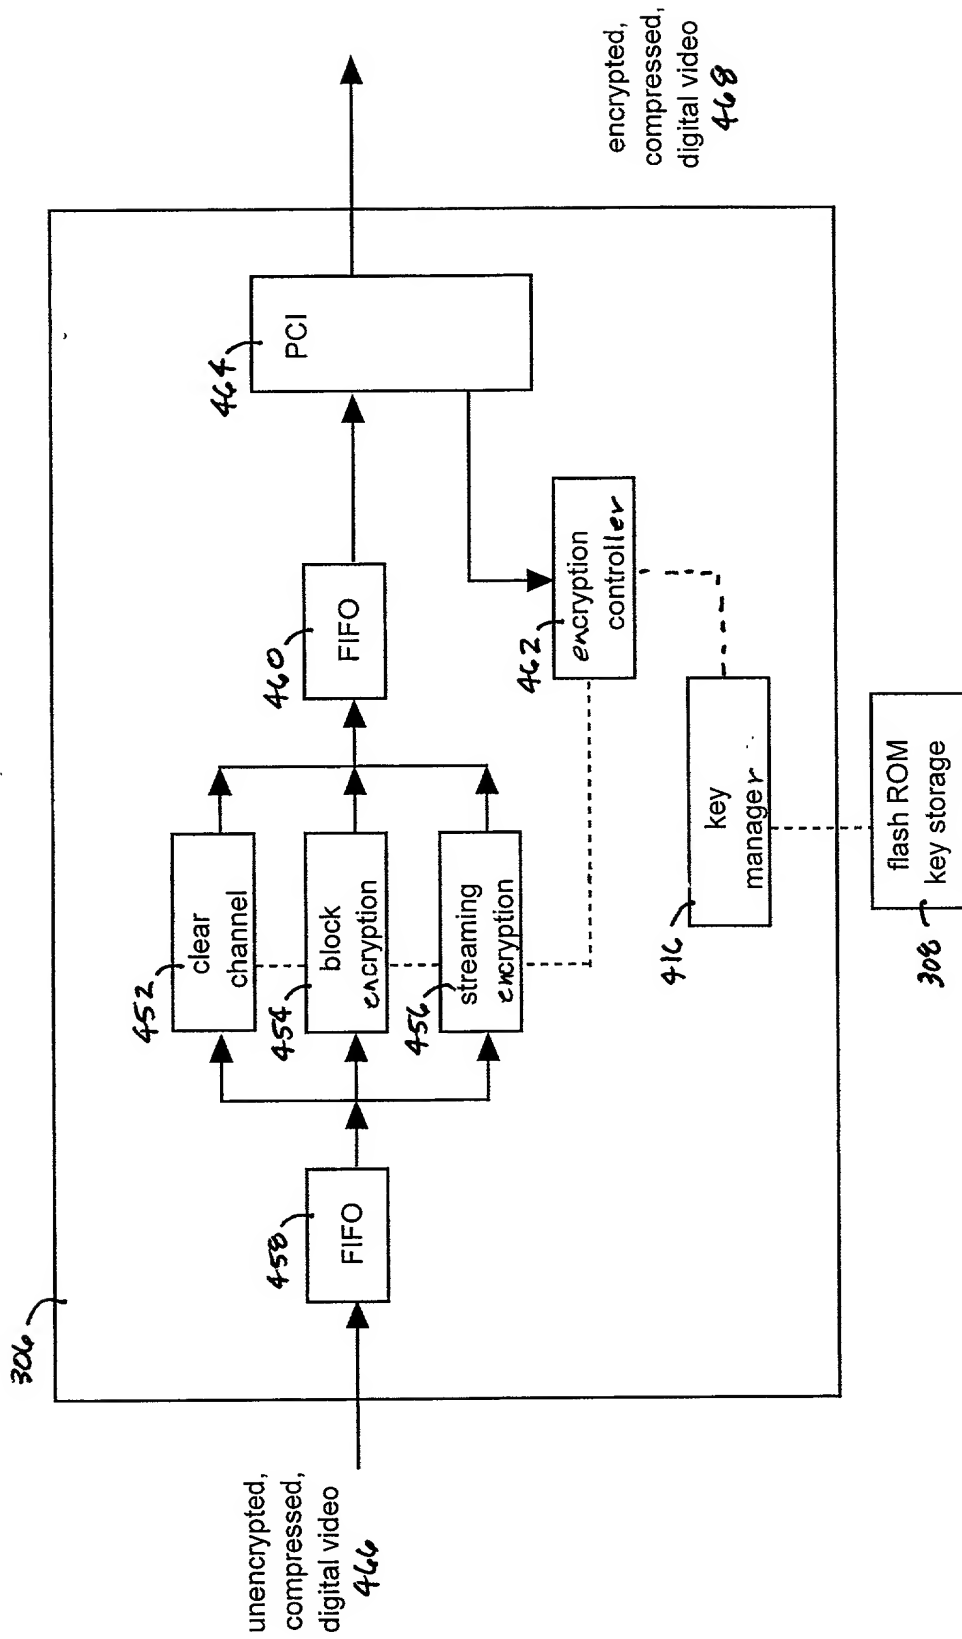 306
unencrypted,
compressed,
digital video
466
458
FIFO
452
clear
channel
454
block
encryption
456
streaming
encryption
460
FIFO
462
encryption
controller
464
PCI
416
key
manager
308
flash ROM
key storage
encrypted,
compressed,
digital video
468